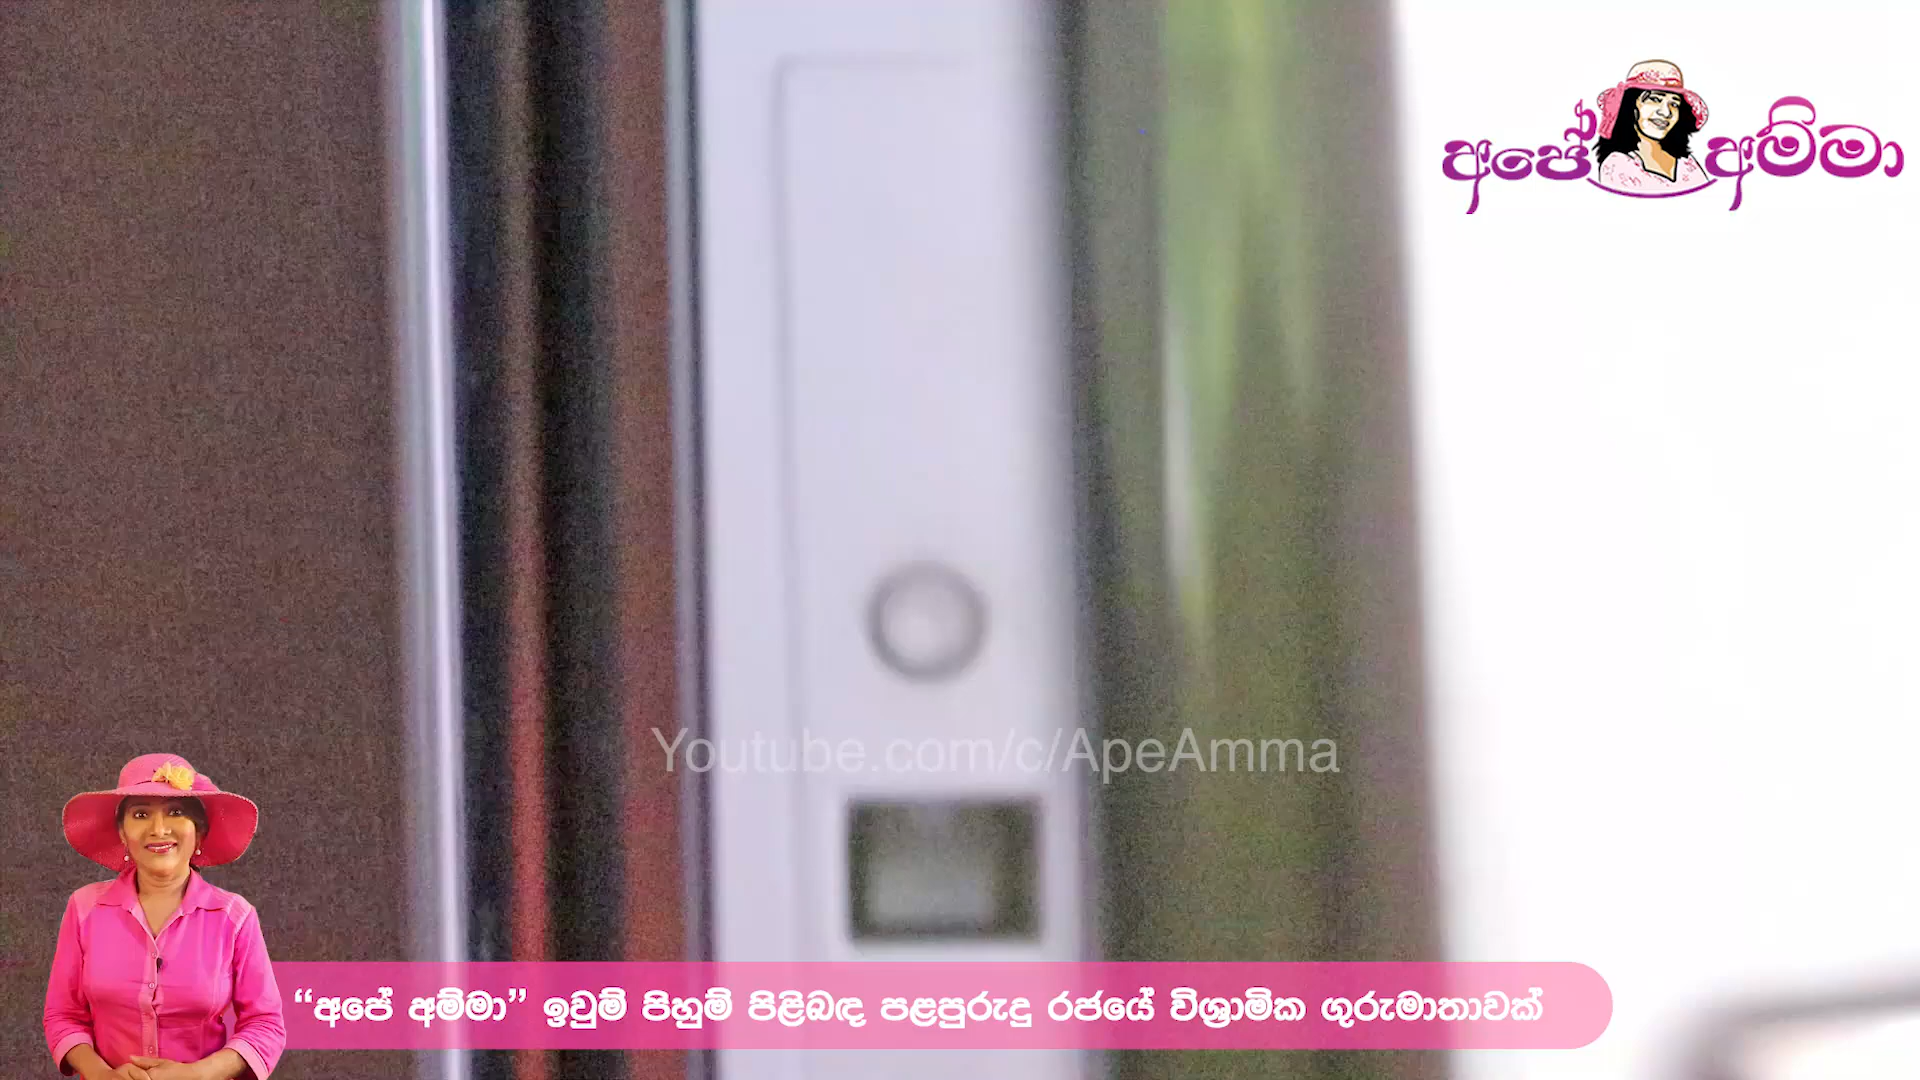 අපේ අම්මා
Youtube.com/c/ApeAmma
“අපේ අම්මා” ඉවුම් පිහුම් පිළිබඳ පළපුරුදු රජයේ විශ්‍රාමික ගුරුමාතාවක්